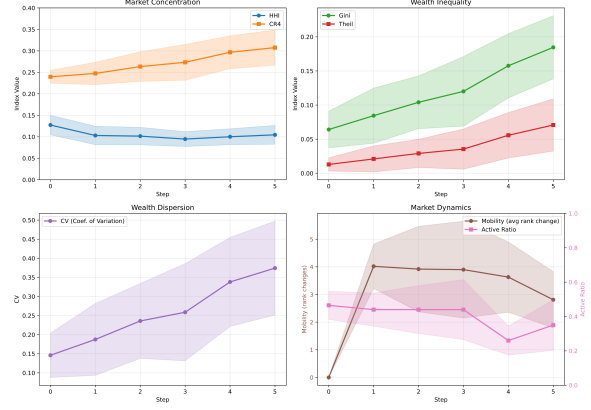 Market Concentration
0.40
0.35
0.30
0.25
0.20
0.15
0.10
0.05
0.00
Index Value
HHI
CR4
0 1 2 3 4 5
Step
Wealth Inequality
0.20
0.15
0.10
0.05
0.00
Index Value
Gini
Theil
0 1 2 3 4 5
Step
Wealth Dispersion
0.50
0.45
0.40
0.35
0.30
0.25
0.20
0.15
0.10
CV
CV (Coef. of Variation)
0 1 2 3 4 5
Step
Market Dynamics
5
4
3
2
1
0
Mobility (rank changes)
Mobility (avg rank change)
Active Ratio
1.0
0.8
0.6
0.4
0.2
0.0
Active Ratio
0 1 2 3 4 5
Step